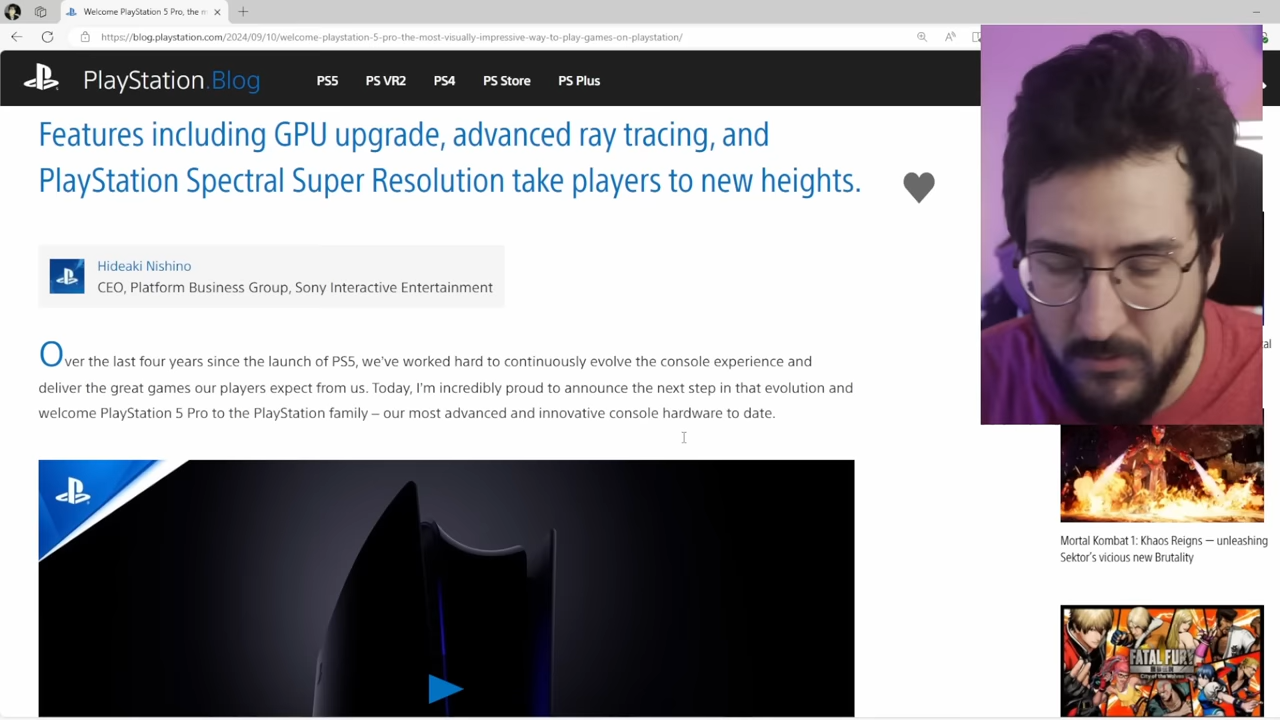 Welcome PlayStation 5 Pro, the m
https://blog.playstation.com/2024/09/10/welcome-playstation-5-pro-the-most-visually-impressive-way-to-play-games-on-playstation/
PlayStation.Blog
PS5
PS VR2
PS4
PS Store
PS Plus
Features including GPU upgrade, advanced ray tracing, and
PlayStation Spectral Super Resolution take players to new heights.
Hideaki Nishino
CEO, Platform Business Group, Sony Interactive Entertainment
Over the last four years since the launch of PS5, we've worked hard to continuously evolve the console experience and
deliver the great games our players expect from us. Today, I'm incredibly proud to announce the next step in that evolution and
welcome PlayStation 5 Pro to the PlayStation family – our most advanced and innovative console hardware to date.
al
Mortal Kombat 1: Khaos Reigns — unleashing
Sektor's vicious new Brutality
FATAL FURY
City of the Wolves